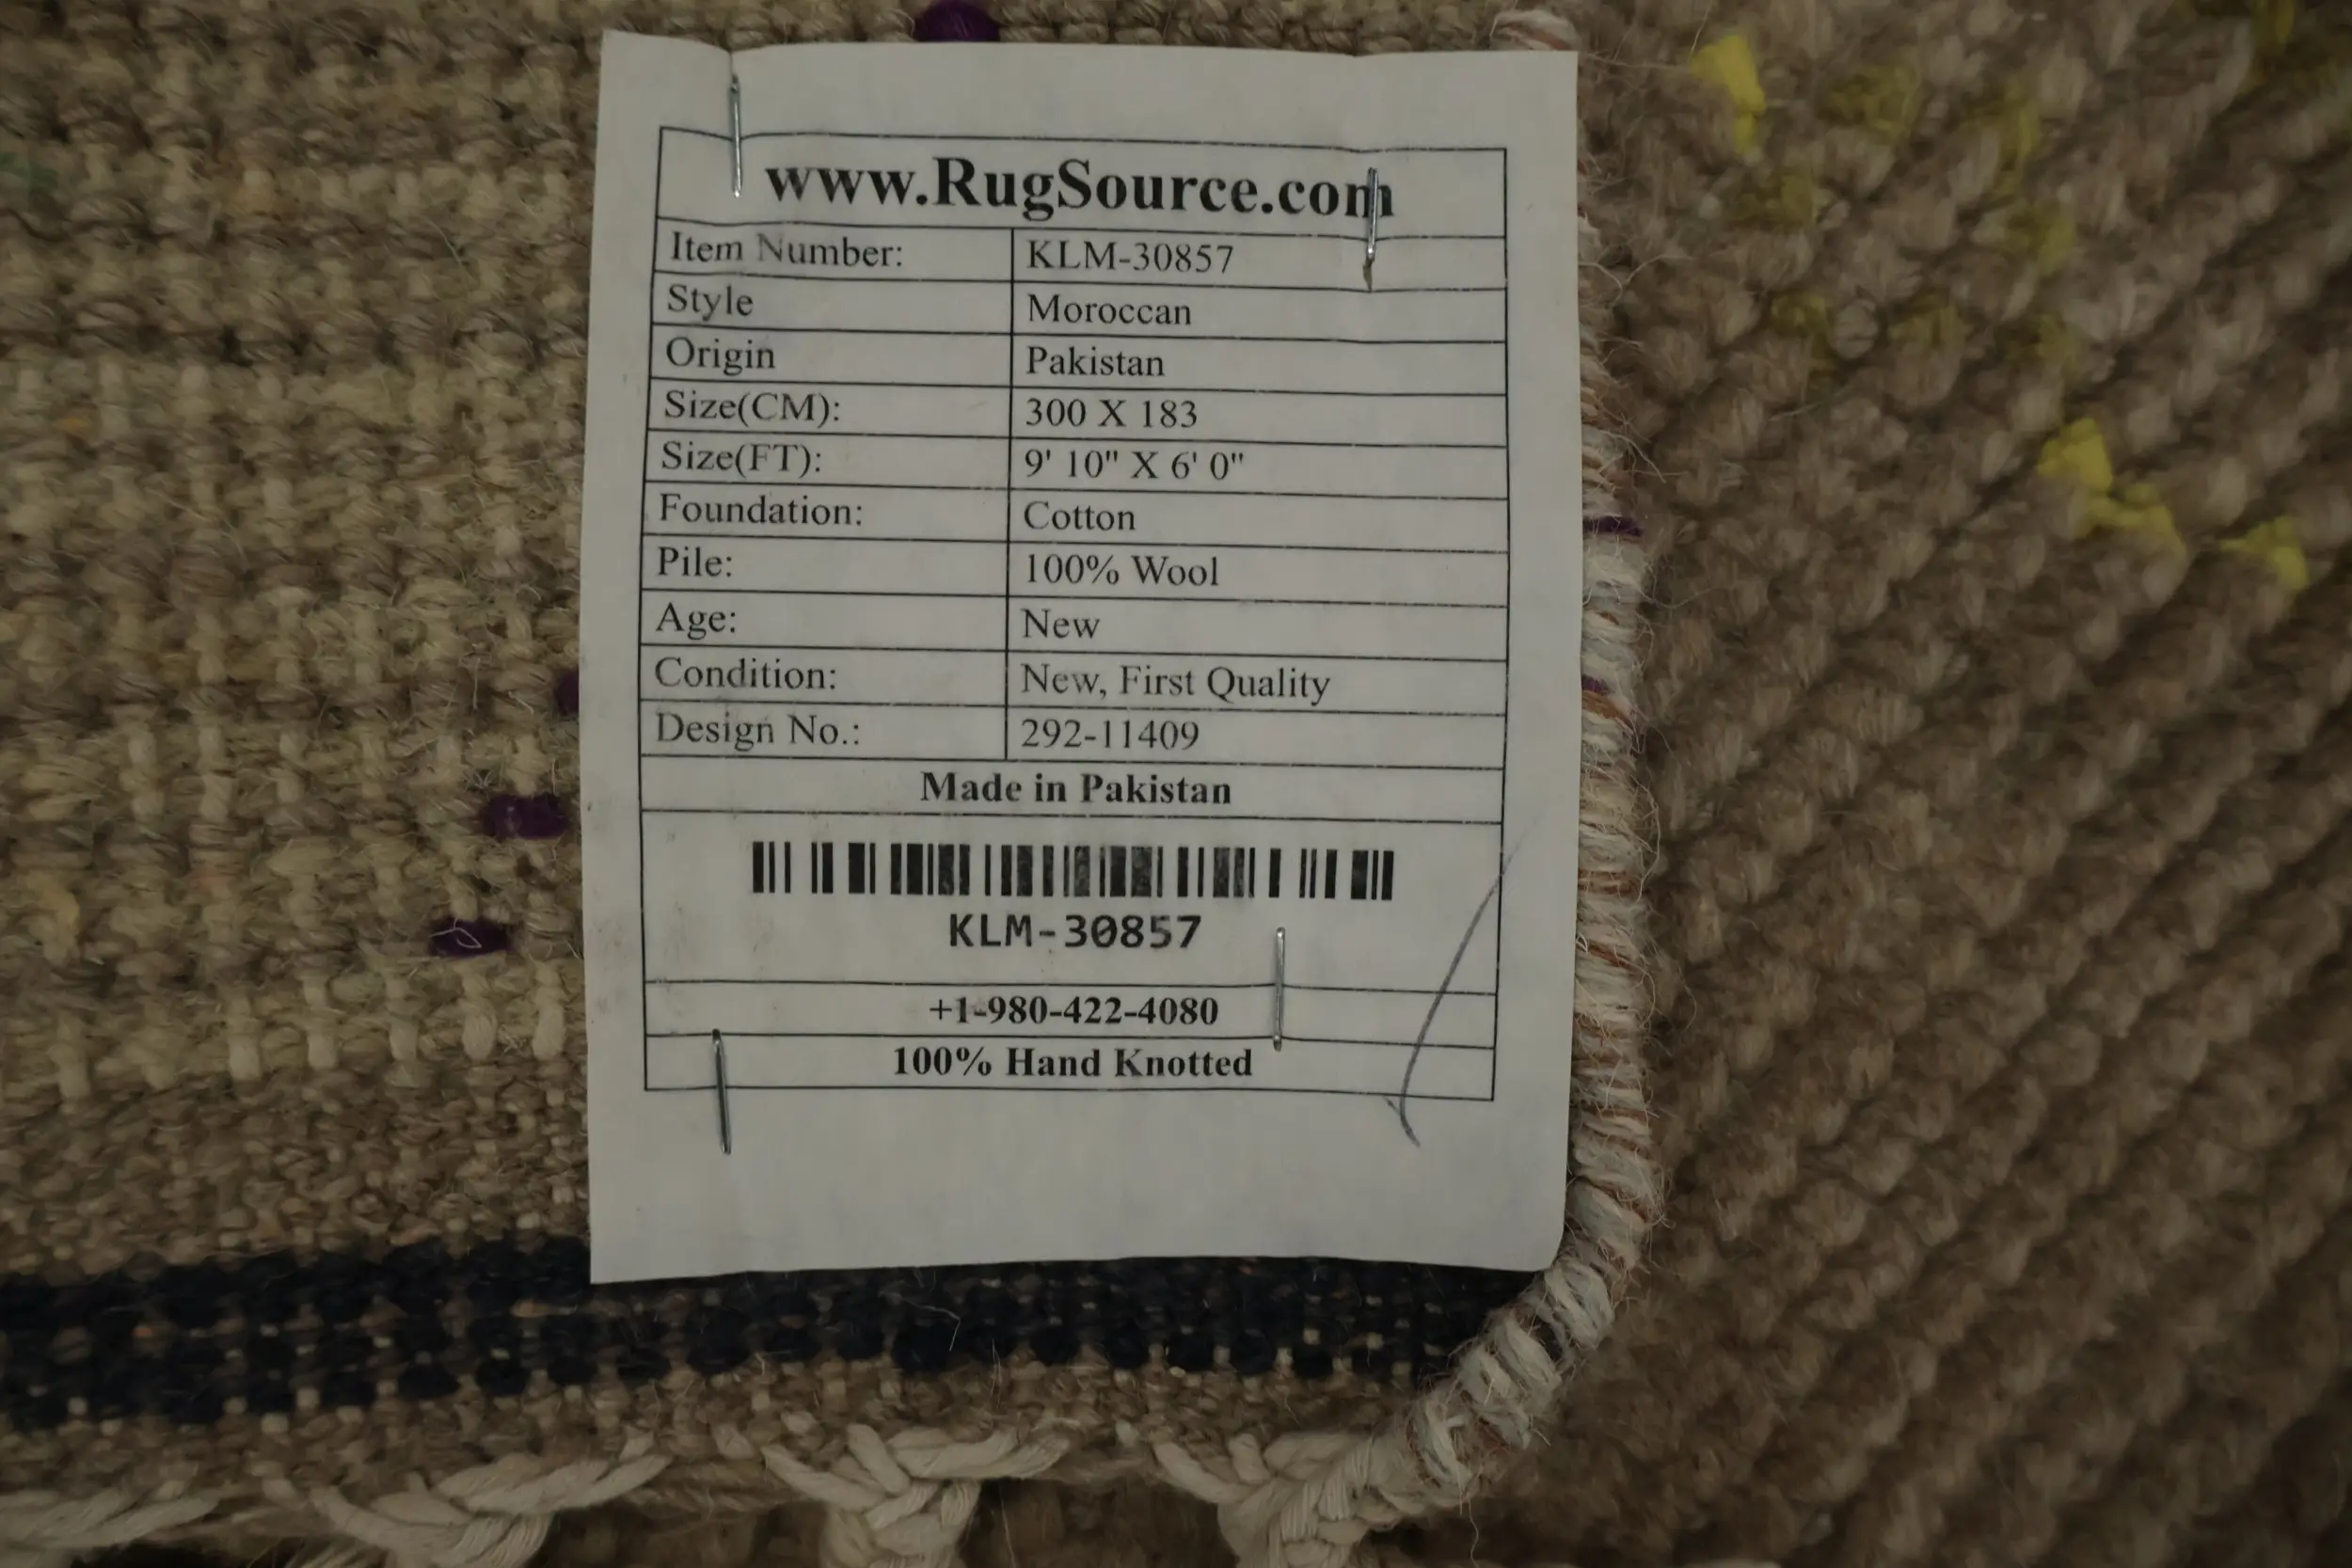 www.RugSource.com
Item Number: KLM-30857
Style Moroccan
Origin Pakistan
Size(CM): 300 X 183
Size(FT): 9' 10" X 6' 0"
Foundation: Cotton
Pile: 100% Wool
Age: New
Condition: New, First Quality
Design No.: 292-11409
Made in Pakistan
KLM-30857
+1-980-422-4080
100% Hand Knotted